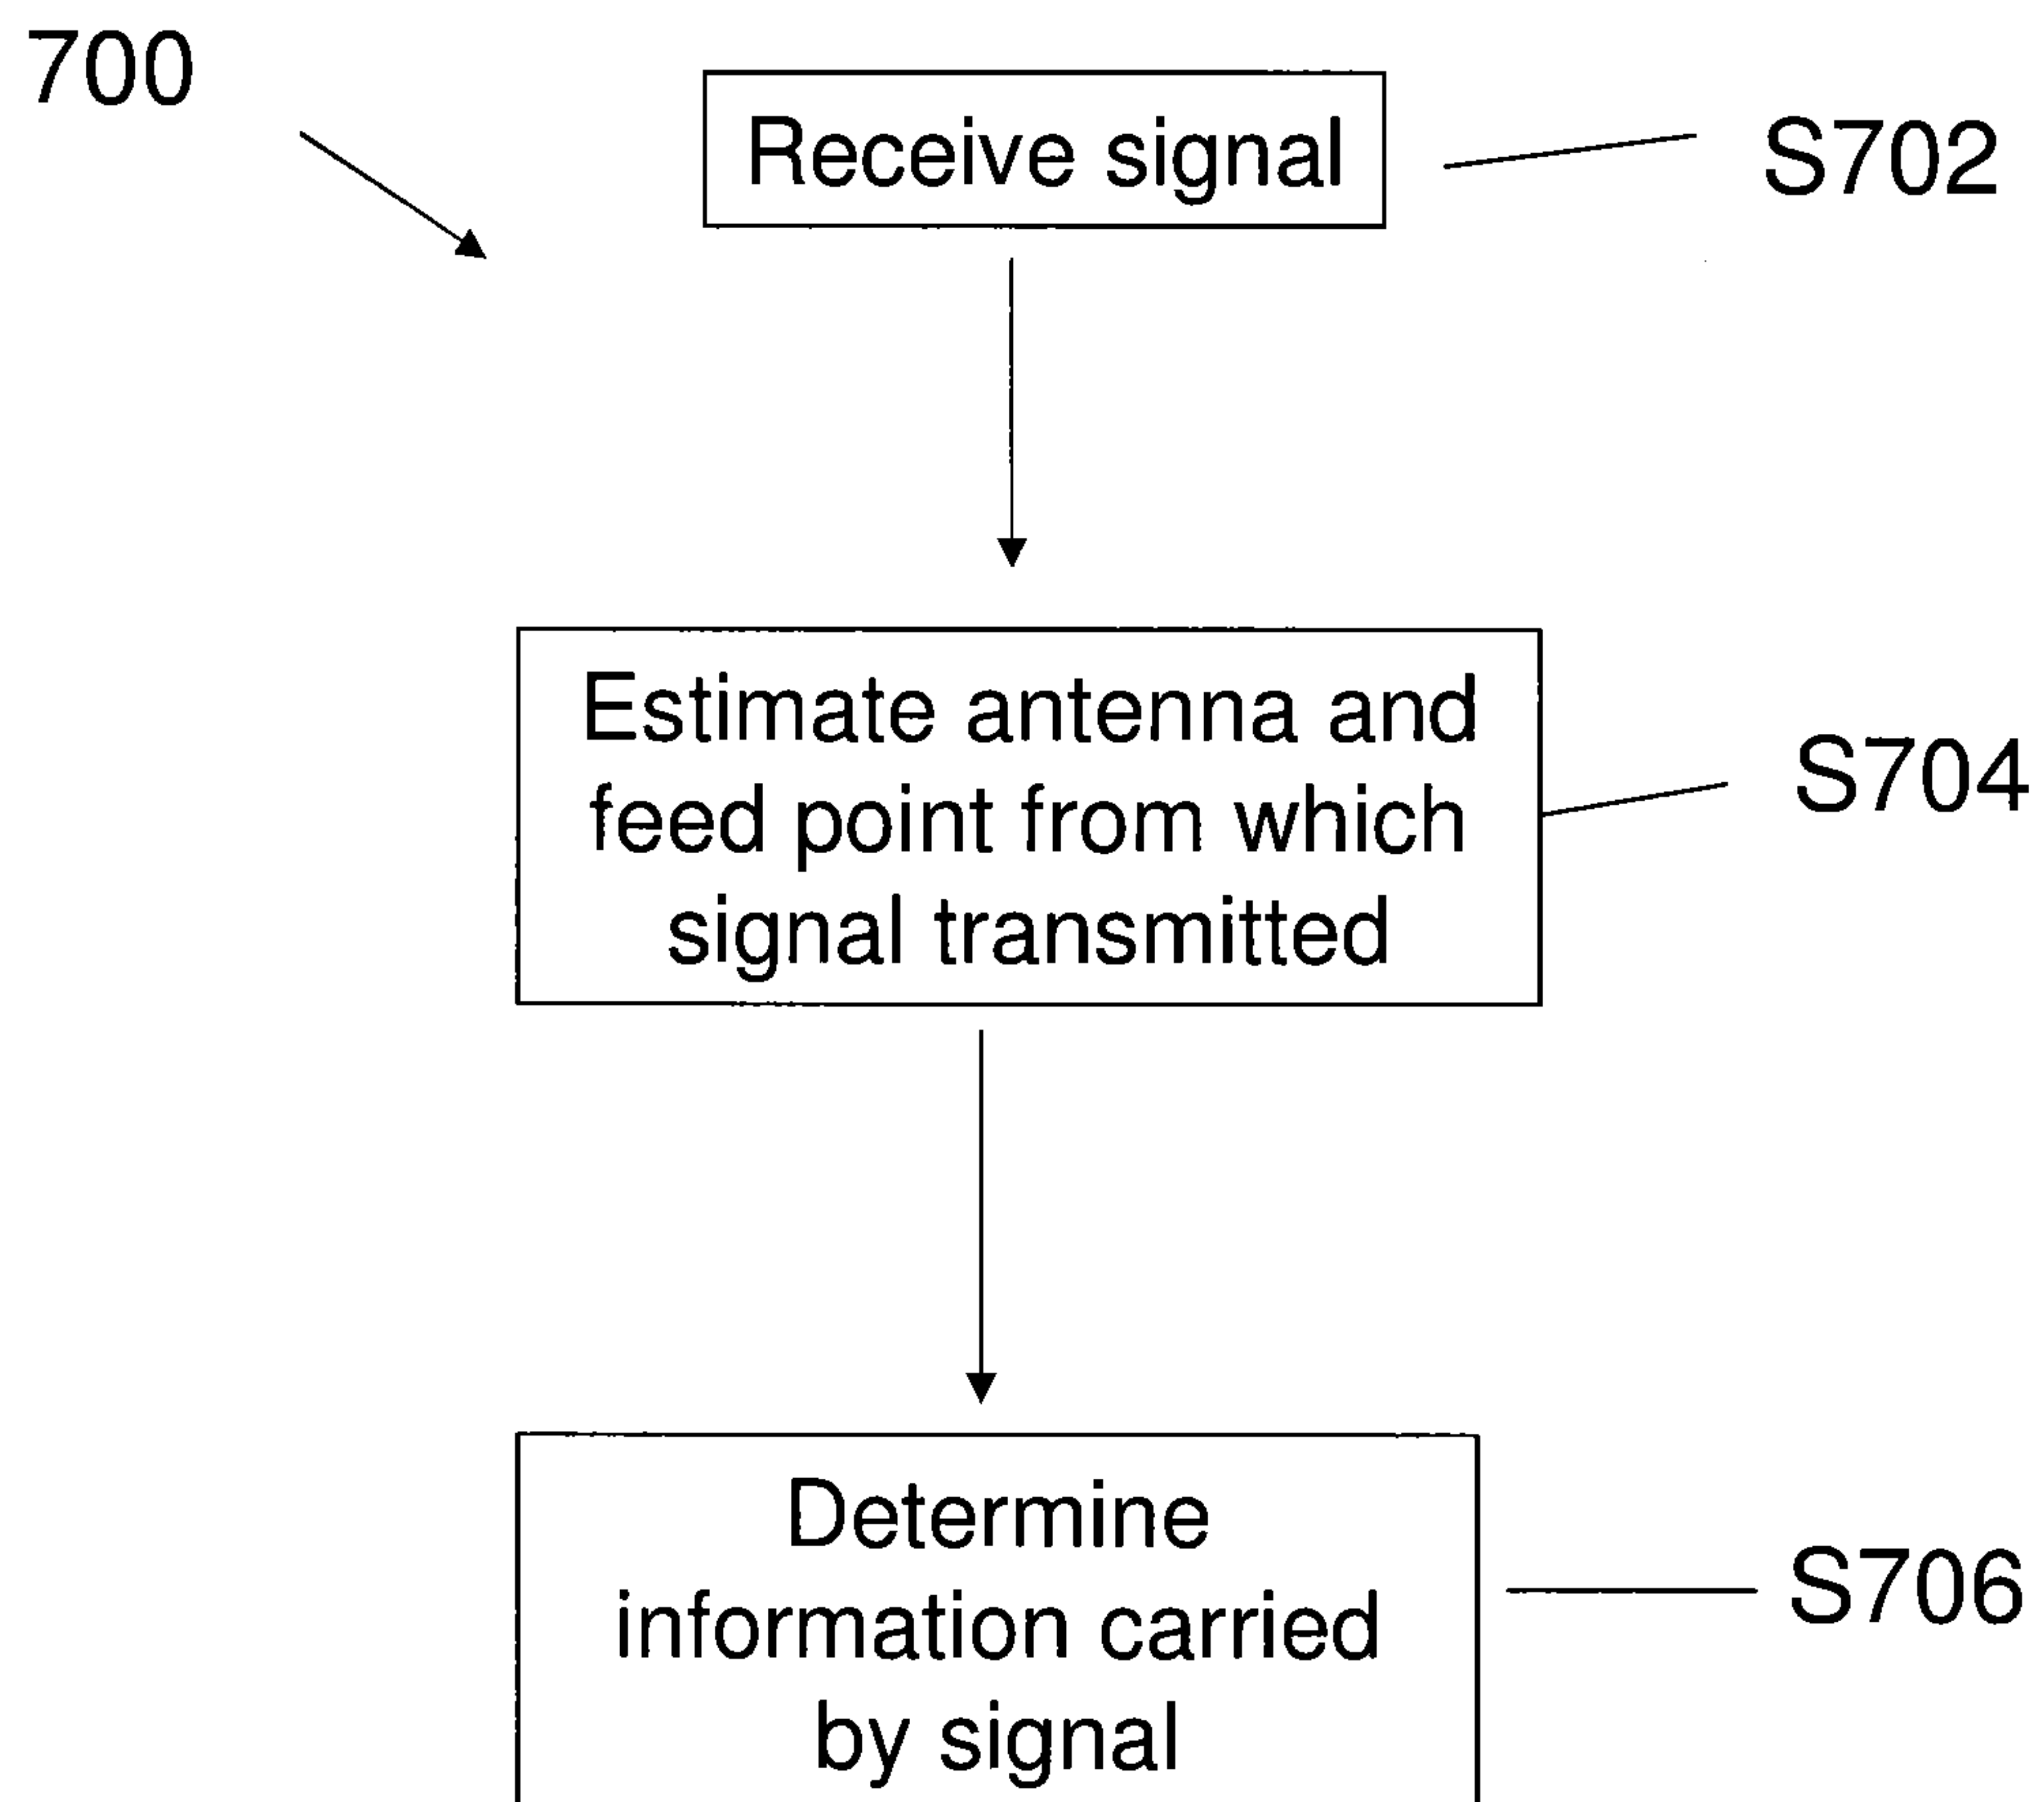 700
Receive signal
S702
Estimate antenna and
feed point from which
signal transmitted
S704
Determine
information carried
by signal
S706